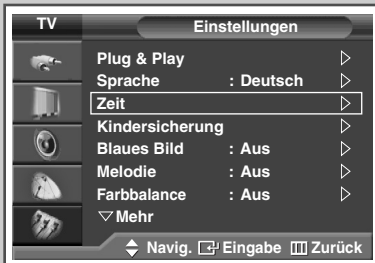 TV
Einstellungen
Plug & Play
Sprache : Deutsch
Zeit
Kindersicherung
Blaues Bild : Aus
Melodie : Aus
Farbbalance : Aus
Mehr
Navig. Eingabe Zurück